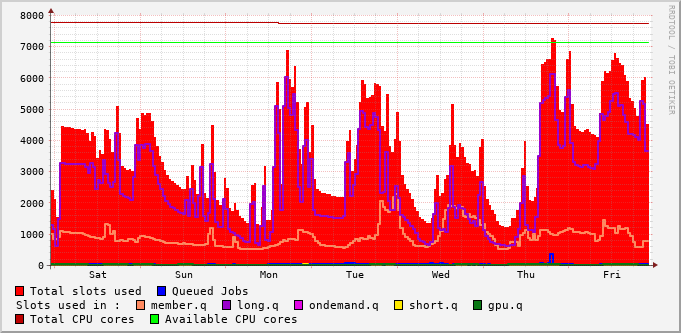 RRDTOOL / TOBI OETIKER
8000
7000
6000
5000
4000
3000
2000
1000
0
Sat Sun Mon Tue Wed Thu Fri
Total slots used Queued Jobs
Slots used in : member.q long.q ondemand.q short.q gpu.q
Total CPU cores Available CPU cores